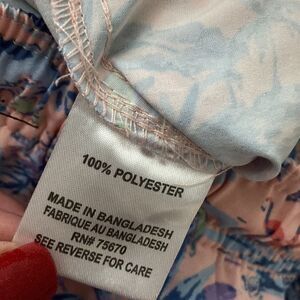 100% POLYESTER
MADE IN BANGLADESH
FABRIQUE AU BANGLADESH
RN# 75670
SEE REVERSE FOR CARE